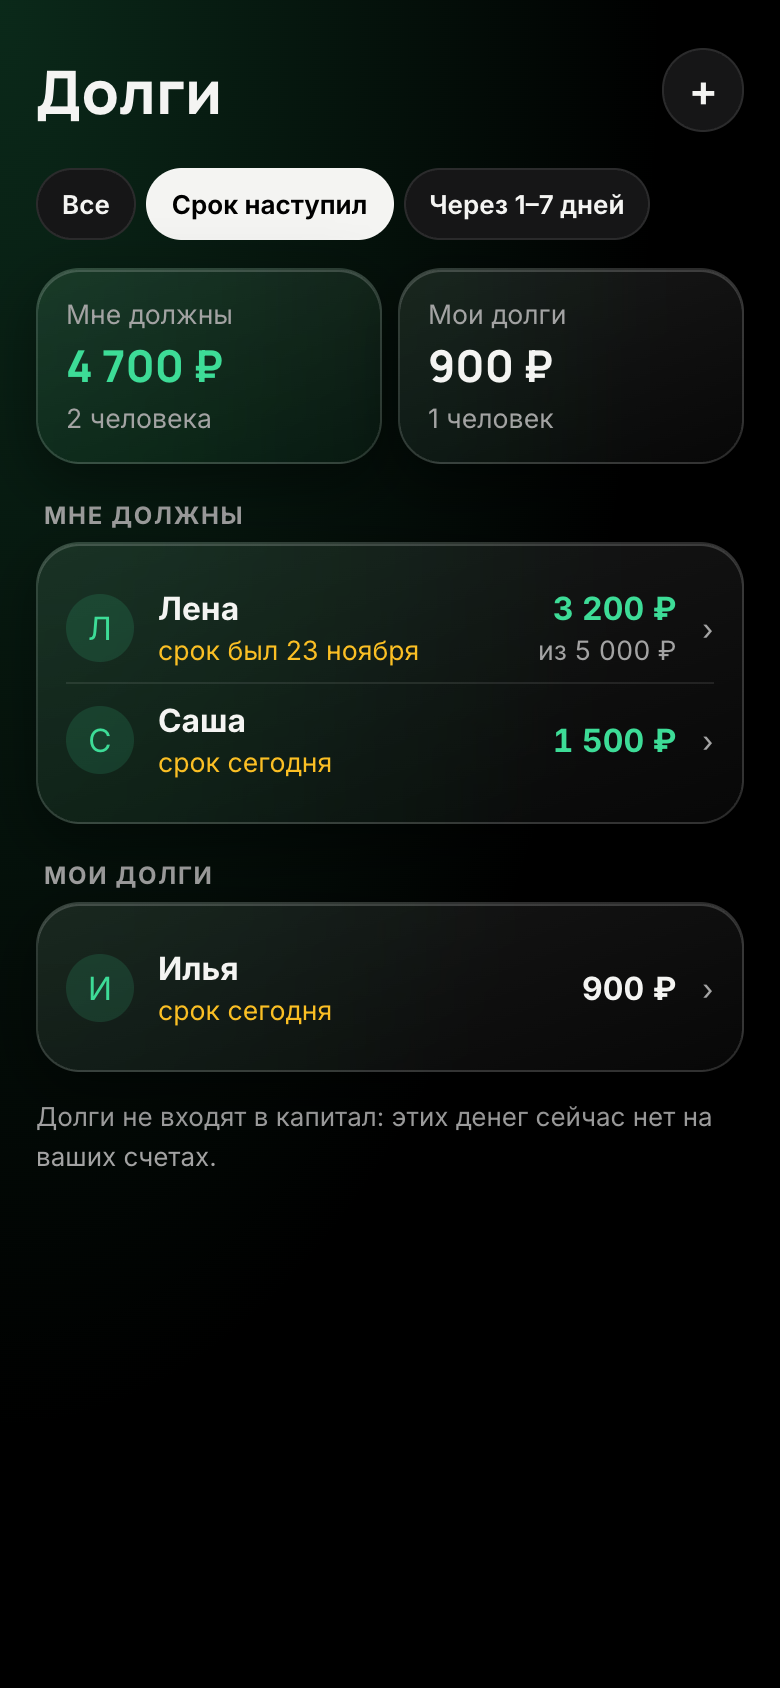 Долги
+
Все
Срок наступил
Через 1–7 дней
Мне должны
4 700 ₽
2 человека
Мои долги
900 ₽
1 человек
МНЕ ДОЛЖНЫ
Л
Лена
3 200 ₽
срок был 23 ноября
из 5 000 ₽
›
С
Саша
срок сегодня
1 500 ₽
›
МОИ ДОЛГИ
И
Илья
срок сегодня
900 ₽
›
Долги не входят в капитал: этих денег сейчас нет на
ваших счетах.